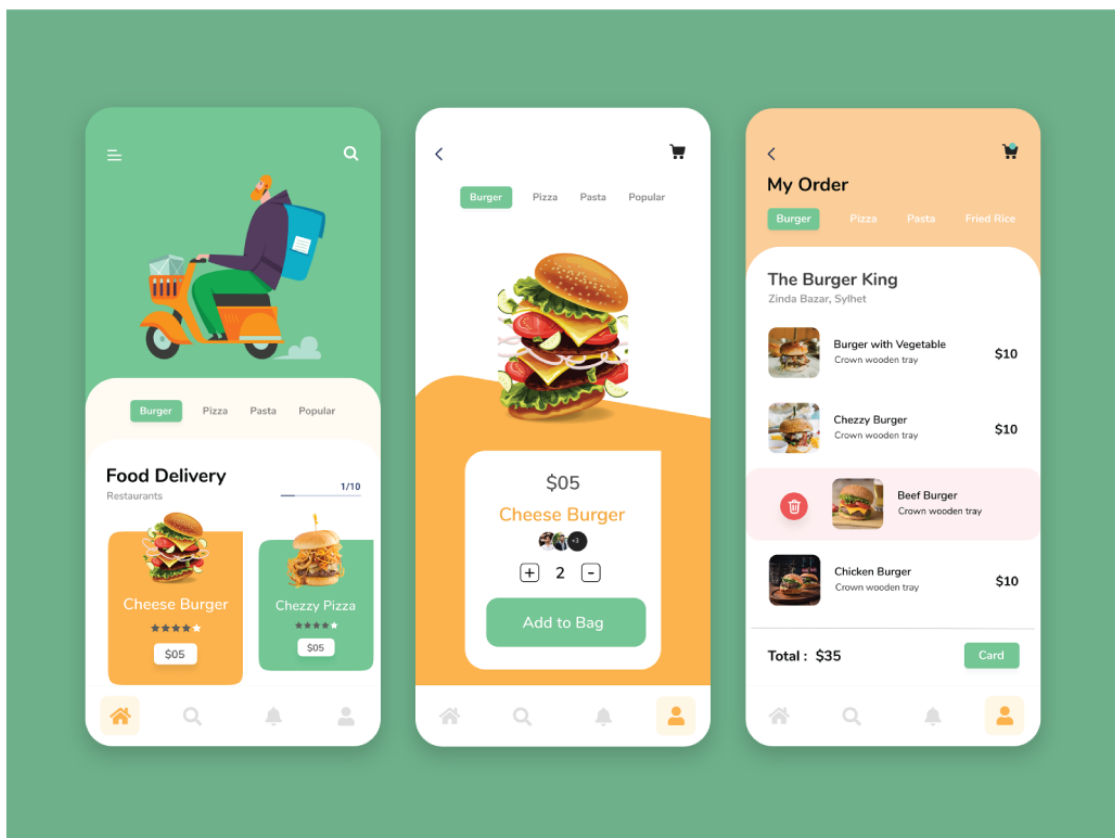 Burger Pizza Pasta Popular
Food Delivery
Restaurants
1/10
Cheese Burger
$05
Chezzy Pizza
$05
Burger Pizza Pasta Popular
$05
Cheese Burger
+3
+ 2 -
Add to Bag
My Order
Burger Pizza Pasta Fried Rice
The Burger King
Zinda Bazar, Sylhet
Burger with Vegetable
Crown wooden tray
$10
Chezzy Burger
Crown wooden tray
$10
Beef Burger
Crown wooden tray
Chicken Burger
Crown wooden tray
$10
Total : $35
Card